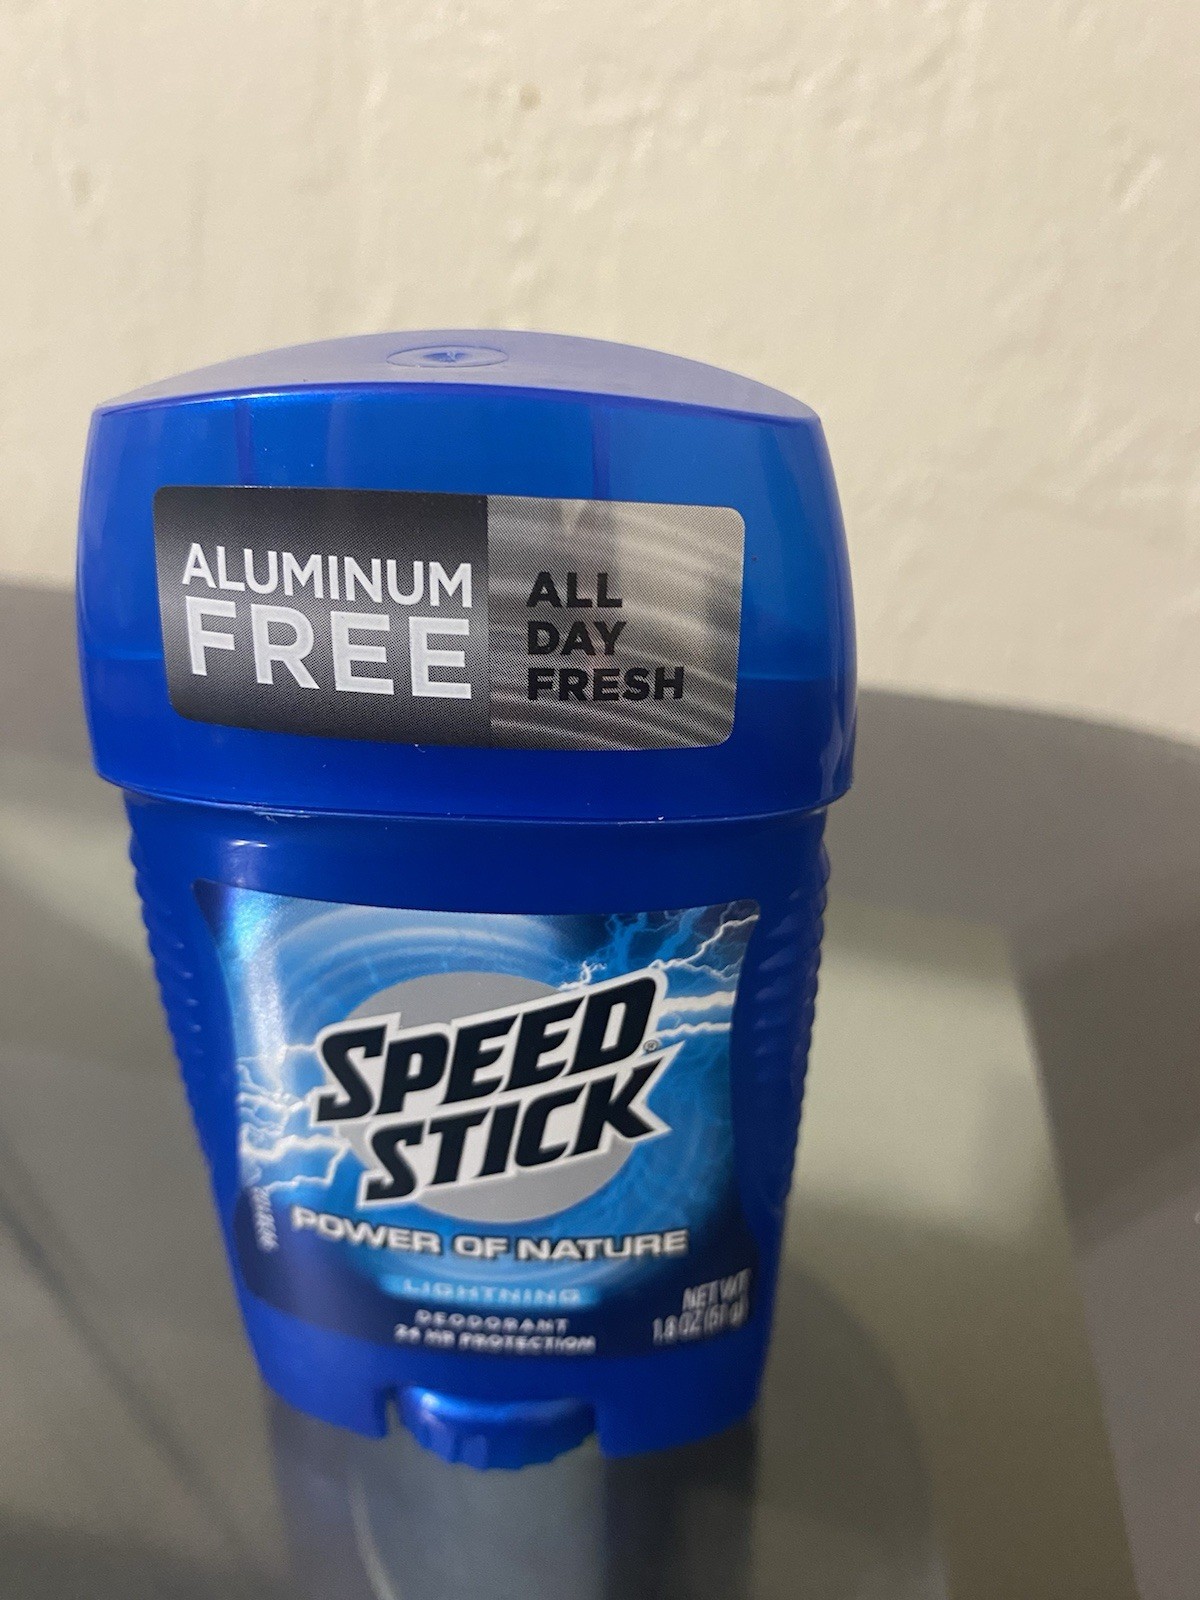 ALUMINUM
FREE
ALL
DAY
FRESH
SPEED
STICK®
POWER OF NATURE
LIGHTNING
DEODORANT
24 HR PROTECTION
NET WT
1.8 OZ (51 g)